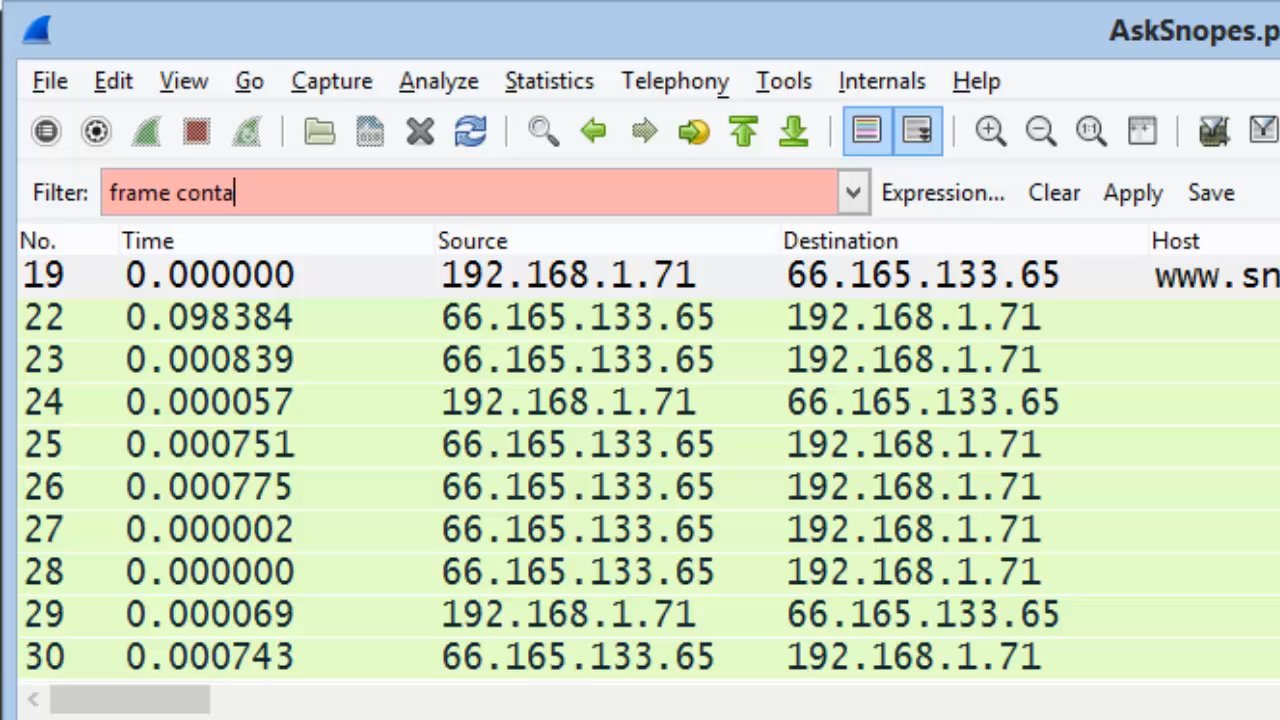 AskSnopes.p
File Edit View Go Capture Analyze Statistics Telephony Tools Internals Help
Filter: frame conta Expression... Clear Apply Save
No. Time Source Destination Host
19 0.000000 192.168.1.71 66.165.133.65 www.sn
22 0.098384 66.165.133.65 192.168.1.71
23 0.000839 66.165.133.65 192.168.1.71
24 0.000057 192.168.1.71 66.165.133.65
25 0.000751 66.165.133.65 192.168.1.71
26 0.000775 66.165.133.65 192.168.1.71
27 0.000002 66.165.133.65 192.168.1.71
28 0.000000 66.165.133.65 192.168.1.71
29 0.000069 192.168.1.71 66.165.133.65
30 0.000743 66.165.133.65 192.168.1.71